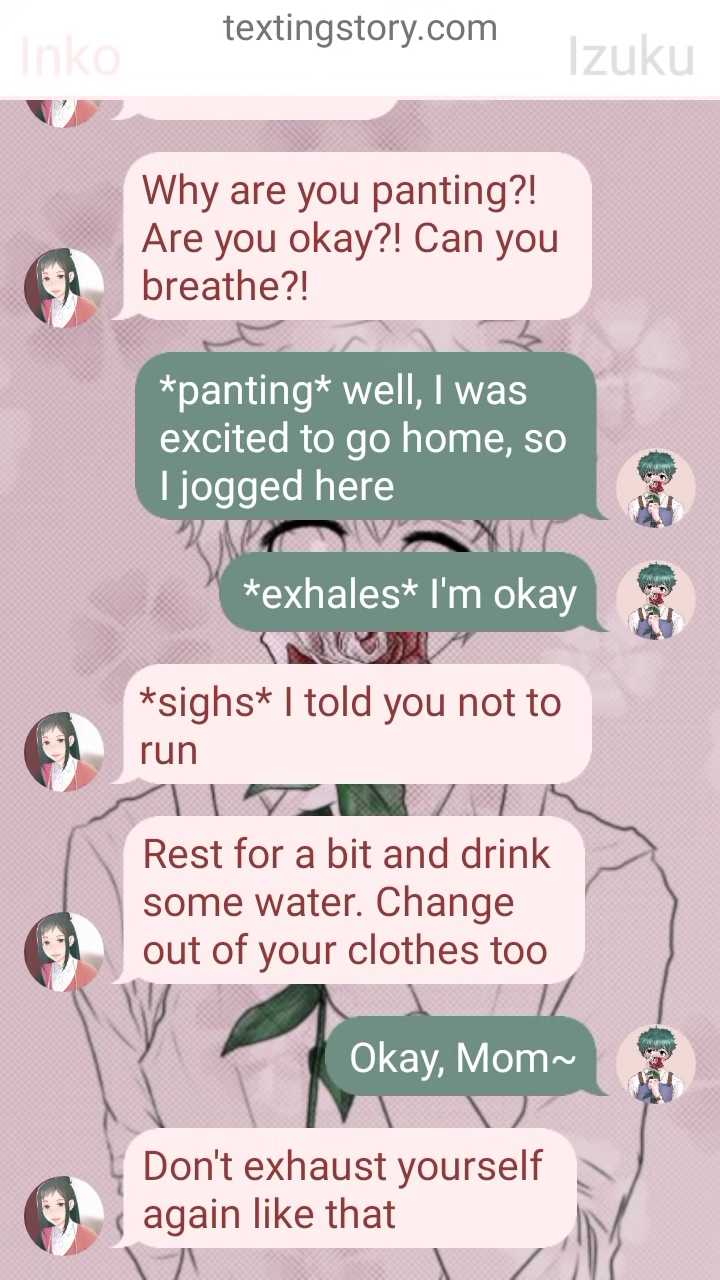 textingstory.com
Inko
Izuku
Why are you panting?!
Are you okay?! Can you
breathe?!
*panting* well, I was
excited to go home, so
I jogged here
*exhales* I'm okay
*sighs* I told you not to
run
Rest for a bit and drink
some water. Change
out of your clothes too
Okay, Mom~
Don't exhaust yourself
again like that